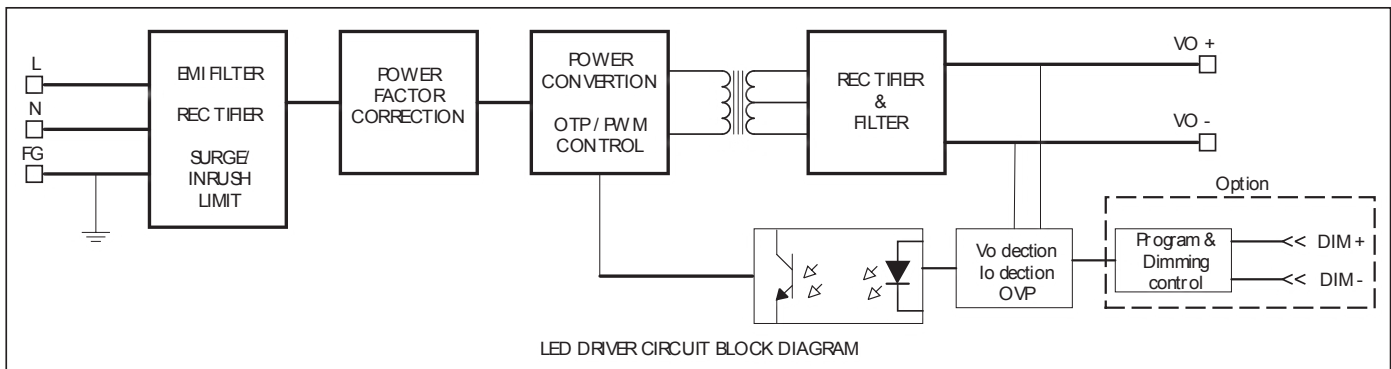 L
N
FG
EMI FILTER
RECTIFIER
SURGE/
INRUSH
LIMIT
POWER
FACTOR
CORRECTION
POWER
CONVERTION
OTP / PWM
CONTROL
RECTIFIER
&
FILTER
VO +
VO -
Option
Vo dection
Io dection
OVP
Program &
Dimming
control
<< DIM +
<< DIM -
LED DRIVER CIRCUIT BLOCK DIAGRAM